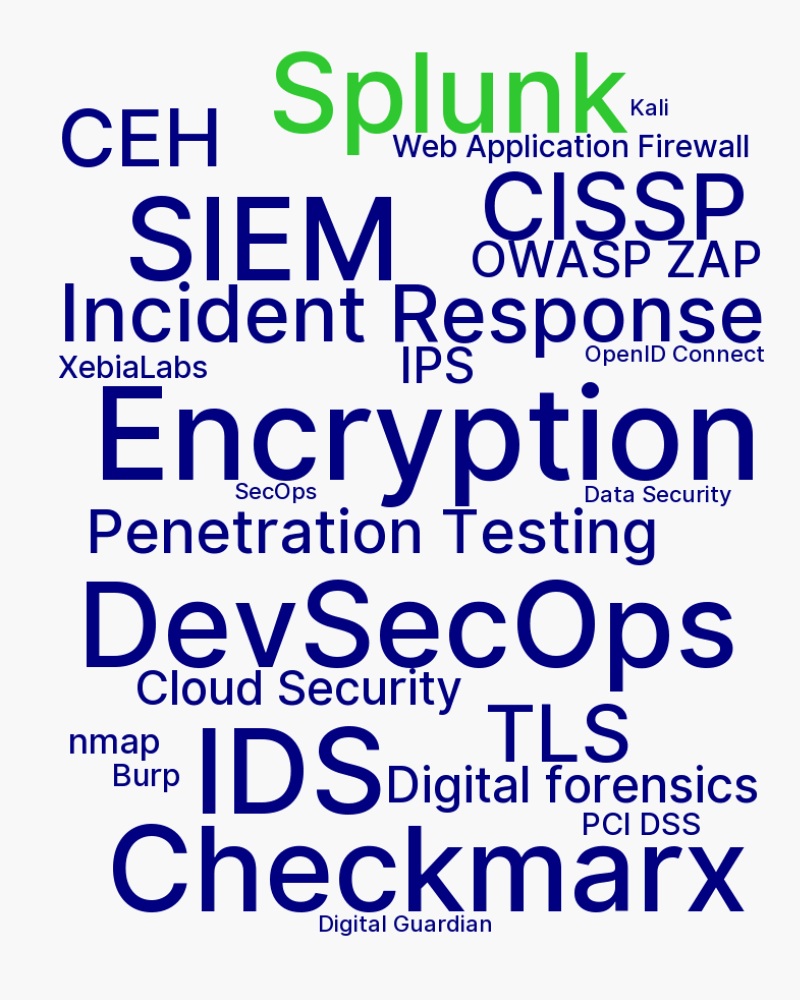 Splunk
Kali
CEH
Web Application Firewall
CISSP
SIEM
OWASP ZAP
Incident Response
XebiaLabs
IPS
OpenID Connect
Encryption
SecOps
Data Security
Penetration Testing
DevSecOps
Cloud Security
TLS
nmap
IDS
Burp
Digital forensics
PCI DSS
Checkmarx
Digital Guardian